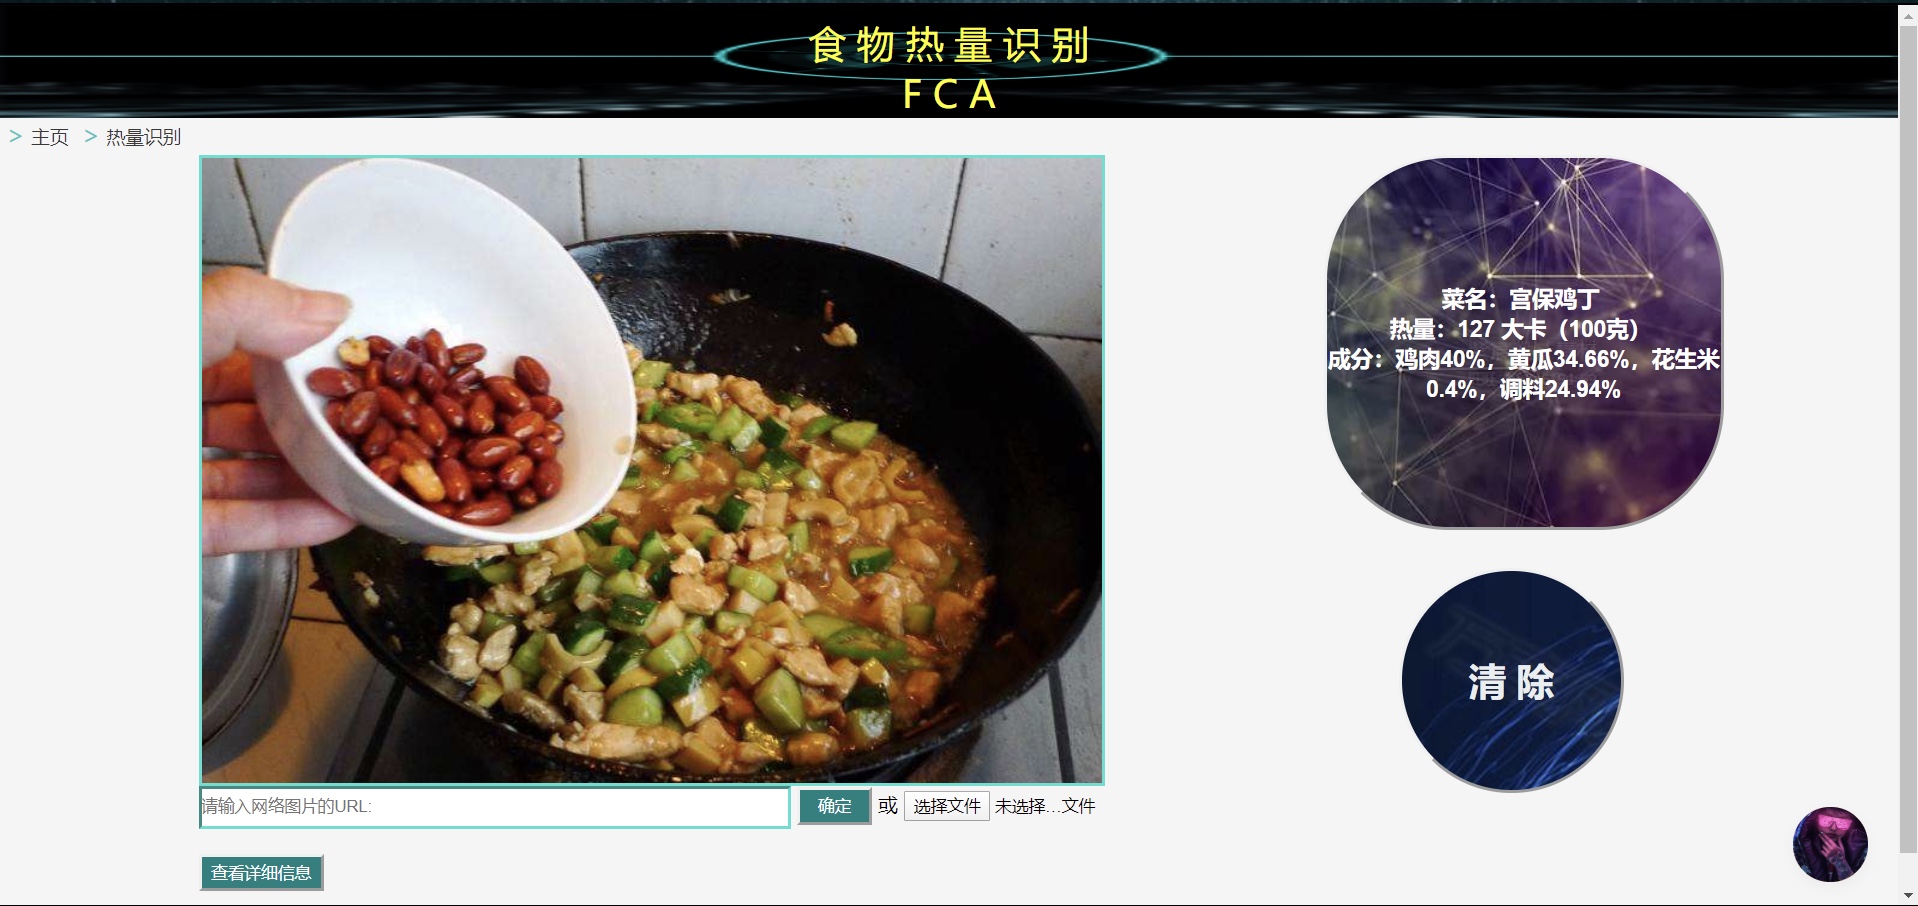 食物热量识别
FCA
> 主页 > 热量识别
菜名：宫保鸡丁
热量：127 大卡（100克）
成分：鸡肉40%，黄瓜34.66%，花生米
0.4%，调料24.94%
清除
请输入网络图片的URL:
确定 或 选择文件 未选择...文件
查看详细信息